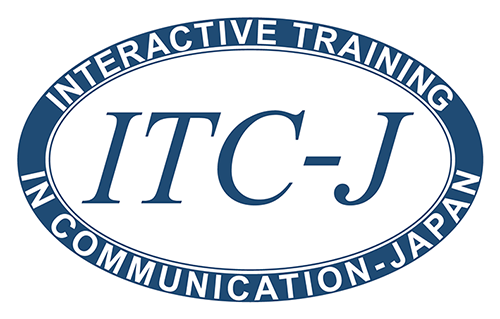 INTERACTIVE TRAINING
ITC-J
IN COMMUNICATION-JAPAN